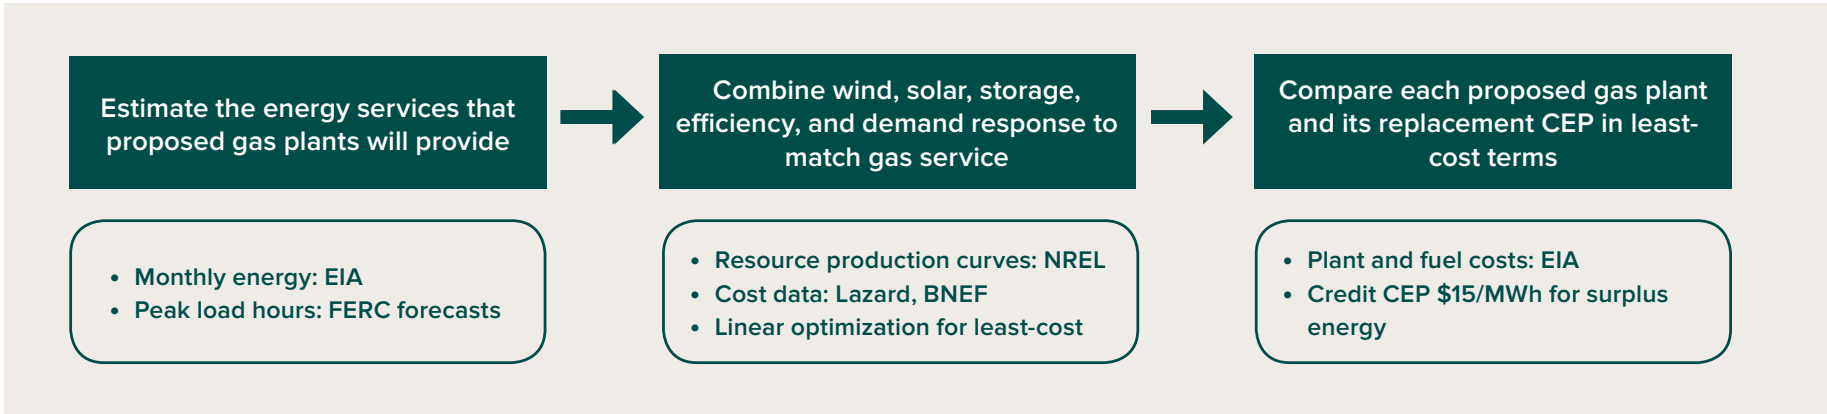 Estimate the energy services that
proposed gas plants will provide
Combine wind, solar, storage,
efficiency, and demand response to
match gas service
Compare each proposed gas plant
and its replacement CEP in least-
cost terms
• Monthly energy: EIA
• Peak load hours: FERC forecasts
• Resource production curves: NREL
• Cost data: Lazard, BNEF
• Linear optimization for least-cost
• Plant and fuel costs: EIA
• Credit CEP $15/MWh for surplus
energy